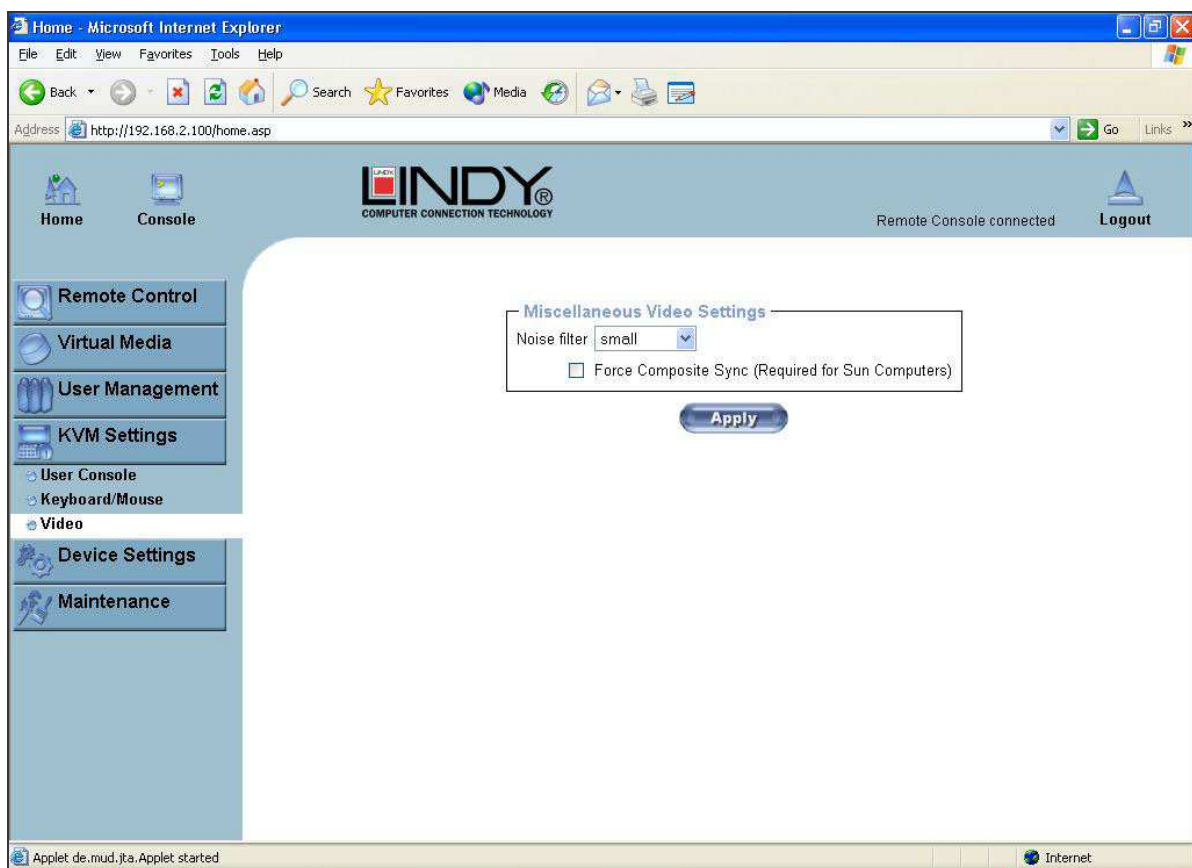 Home - Microsoft Internet Explorer
File Edit View Favorites Tools Help
Back Search Favorites Media
Address http://192.168.2.100/home.asp Go Links »
Home Console
LINDY
LINDY®
COMPUTER CONNECTION TECHNOLOGY
Remote Console connected
Logout
Remote Control
Virtual Media
User Management
KVM Settings
User Console
Keyboard/Mouse
Video
Device Settings
Maintenance
Miscellaneous Video Settings
Noise filter small
Force Composite Sync (Required for Sun Computers)
Apply
Applet de.mud.jta.Applet started Internet